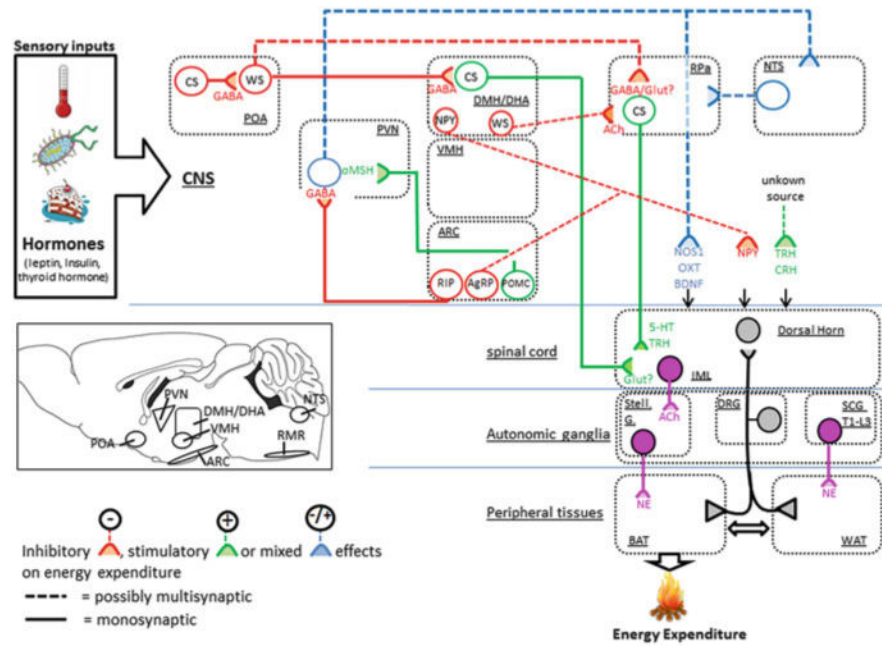 Sensory inputs
Hormones
(leptin, Insulin,
thyroid hormone)
CNS
CS
WS
GABA
POA
PVN
αMSH
GABA
CS
GABA
DMH/DHA
NPY
WS
VMH
ARC
RIP
AgRP
POMC
RPa
GABA/Glut?
CS
ACh
NTS
unkown
source
NOS1
OXT
BDNF
NPY
TRH
CRH
spinal cord
5-HT
TRH
Glut?
IML
Dorsal Horn
Autonomic ganglia
Stell.
G.
ACh
DRG
SCG
T1-L3
Peripheral tissues
NE
BAT
NE
WAT
Energy Expenditure
PVN
DMH/DHA
VMH
NTS
POA
RMR
ARC
- + -/+
Inhibitory , stimulatory or mixed effects
on energy expenditure
= possibly multisynaptic
= monosynaptic